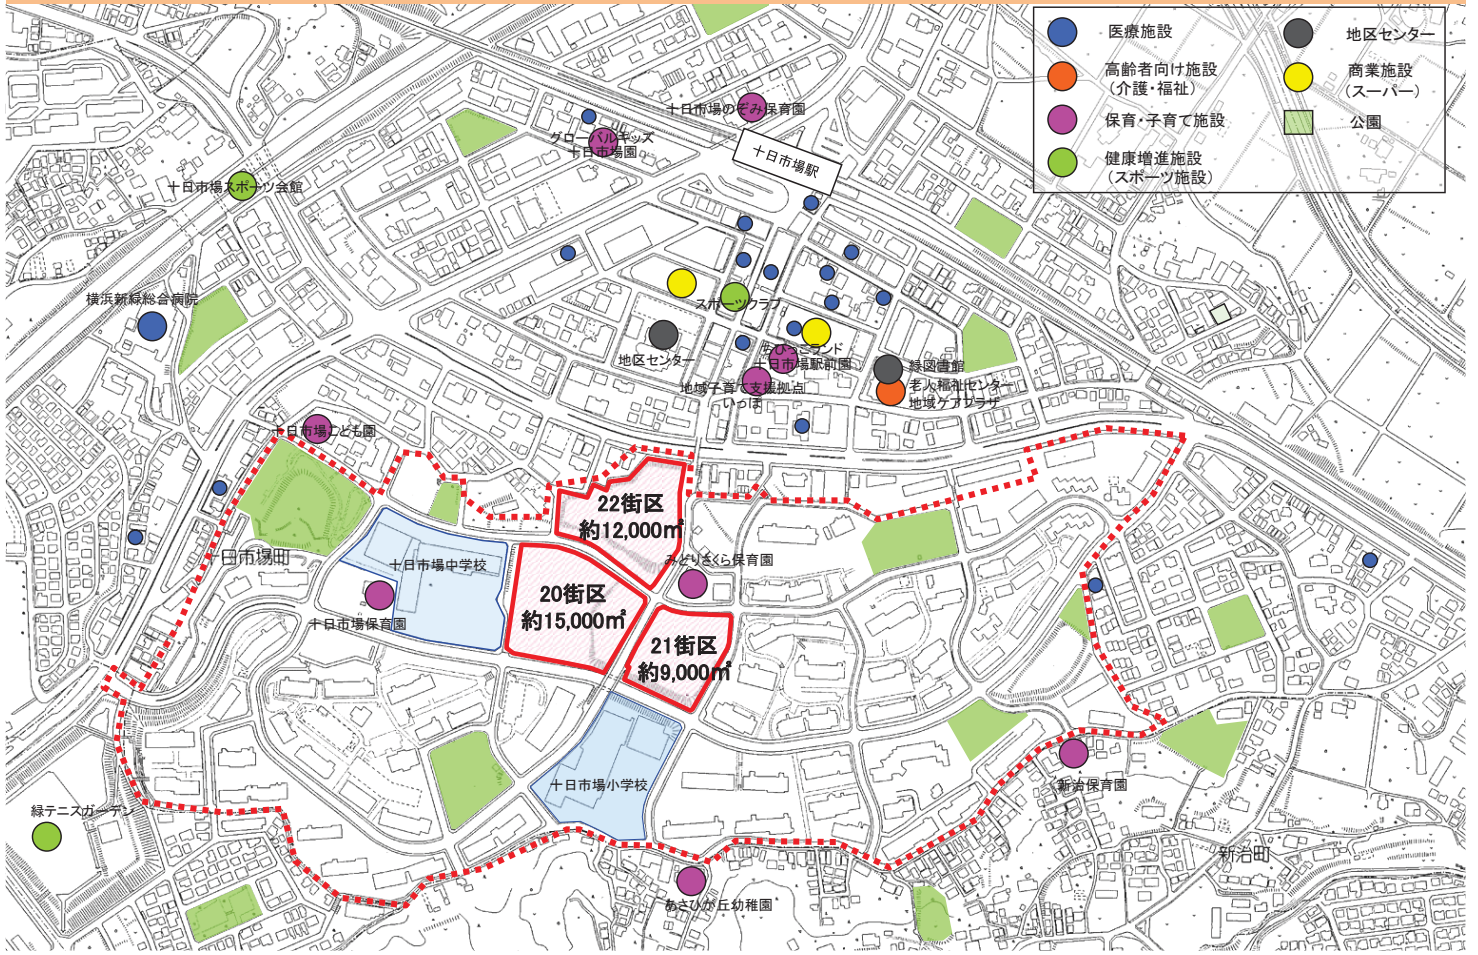 医療施設
地区センター
高齢者向け施設
(介護・福祉)
商業施設
(スーパー)
保育・子育て施設
公園
健康増進施設
(スポーツ施設)
十日市場のぞみ保育園
グローバルキッズ
十日市場園
十日市場駅
十日市場スポーツ会館
横浜新緑総合病院
スポーツクラブ
地区センター
ちびっこランド
十日市場駅前園
緑図書館
老人福祉センター
地域ケアプラザ
地域子育て支援拠点
いっぽ
十日市場こども園
22街区
約12,000㎡
十日市場町
十日市場中学校
みどりさくら保育園
20街区
約15,000㎡
十日市場保育園
21街区
約9,000㎡
十日市場小学校
新治保育園
緑テニスガーデン
新治町
あさひが丘幼稚園